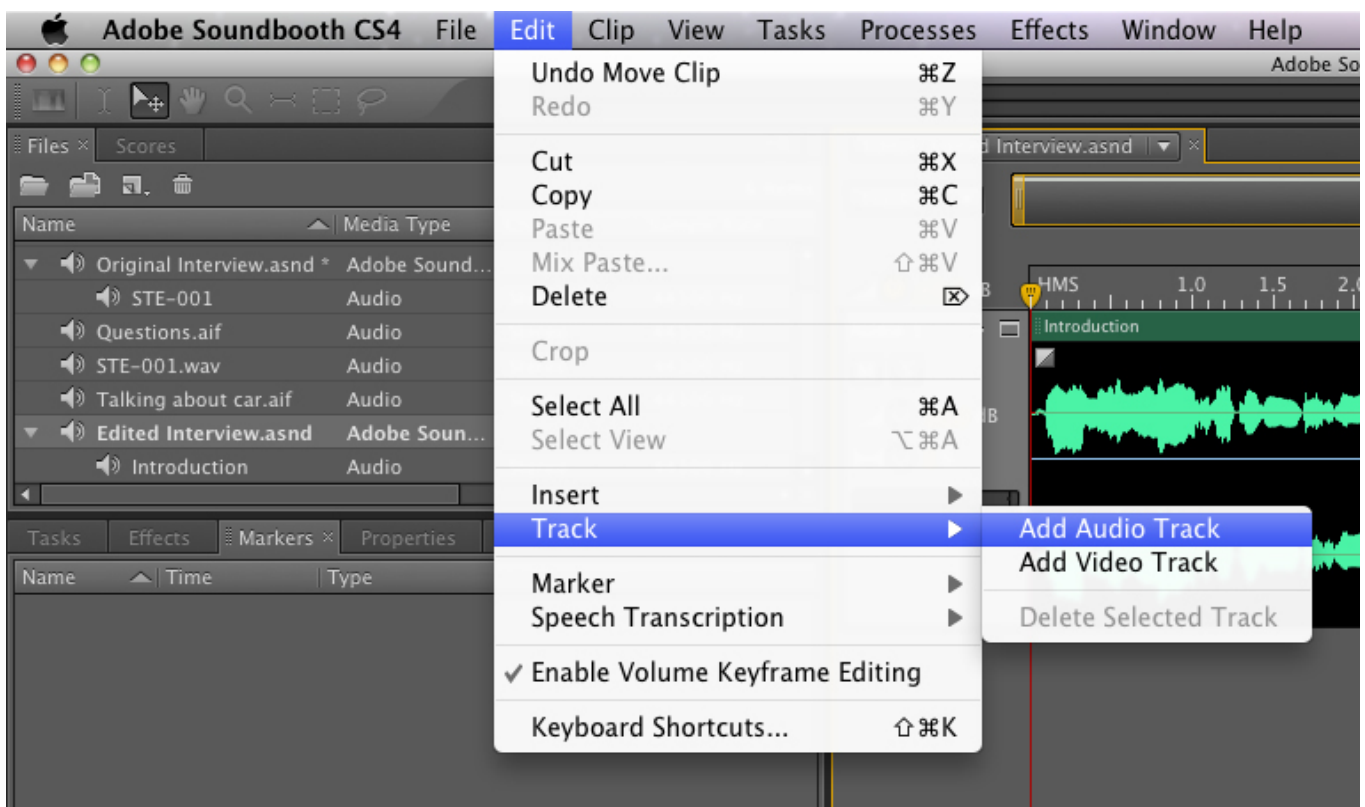 Adobe Soundbooth CS4 File Edit Clip View Tasks Processes Effects Window Help
Adobe So
Files Scores
Name Media Type
Original Interview.asnd * Adobe Sound...
STE-001 Audio
Questions.aif Audio
STE-001.wav Audio
Talking about car.aif Audio
Edited Interview.asnd Adobe Soun...
Introduction Audio
Tasks Effects Markers Properties
Name Time Type
Undo Move Clip ⌘Z
Redo ⌘Y
Cut ⌘X
Copy ⌘C
Paste ⌘V
Mix Paste... ⇧⌘V
Delete ⌦
Crop
Select All ⌘A
Select View ⌥⌘A
Insert
Track
Marker
Speech Transcription
✓ Enable Volume Keyframe Editing
Keyboard Shortcuts... ⇧⌘K
Add Audio Track
Add Video Track
Delete Selected Track
d Interview.asnd
HMS 1.0 1.5 2.0
Introduction
dB